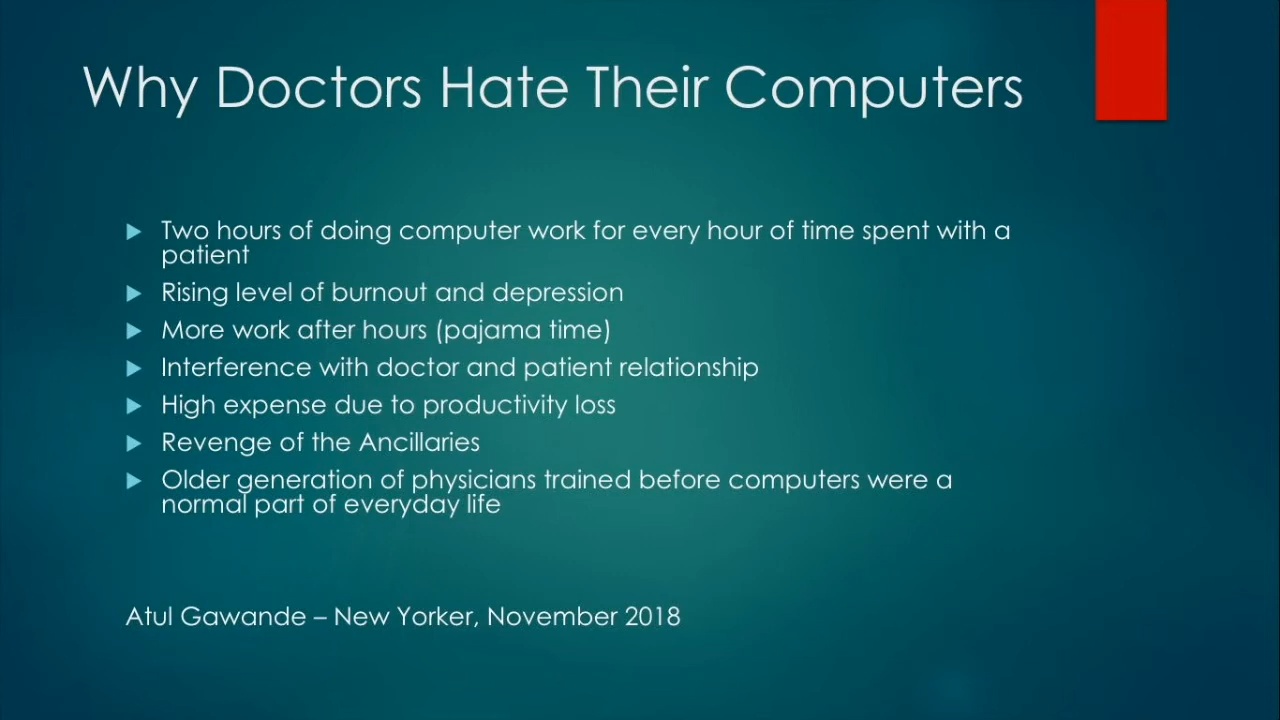 Why Doctors Hate Their Computers
Two hours of doing computer work for every hour of time spent with a
patient
Rising level of burnout and depression
More work after hours (pajama time)
Interference with doctor and patient relationship
High expense due to productivity loss
Revenge of the Ancillaries
Older generation of physicians trained before computers were a
normal part of everyday life
Atul Gawande – New Yorker, November 2018